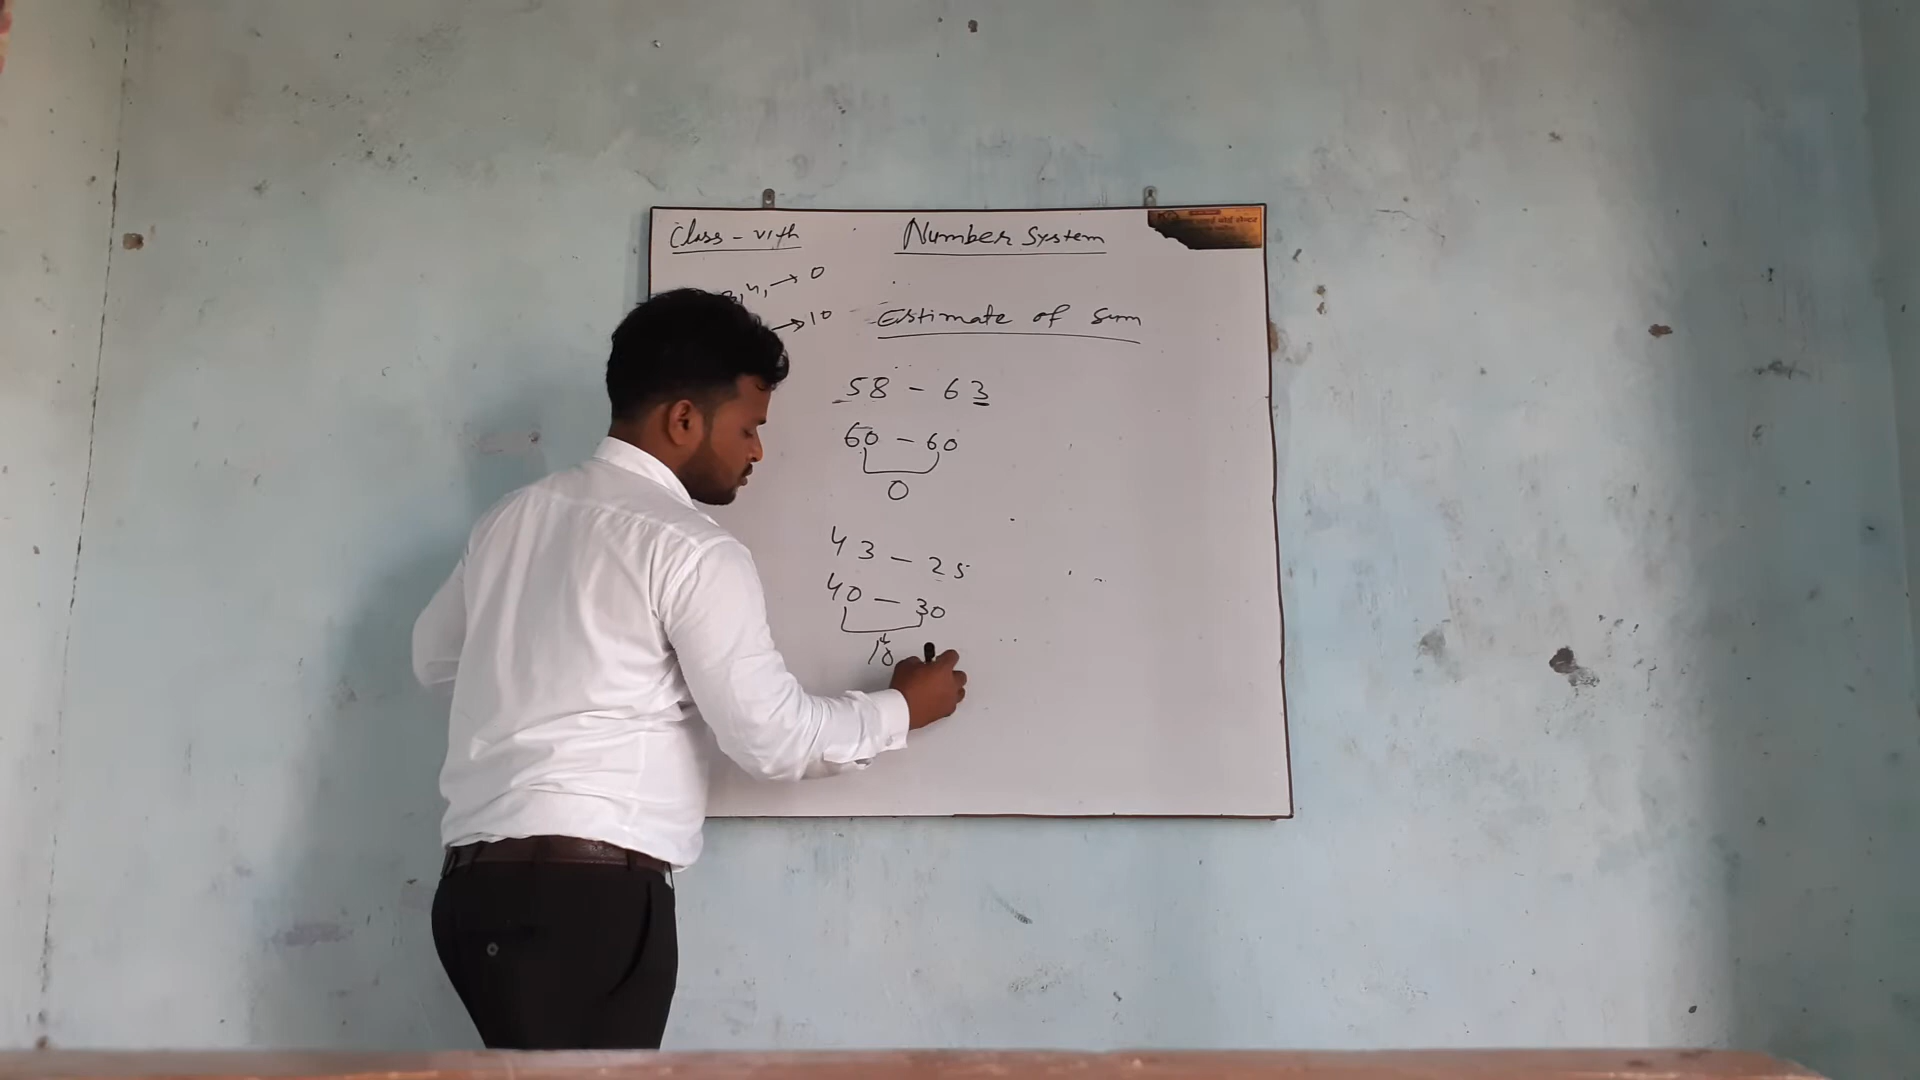 Class - VIth
Number System
4, → 0
→ 10
Estimate of Sum
58 - 63
60 - 60
0
43 - 25
40 - 30
10